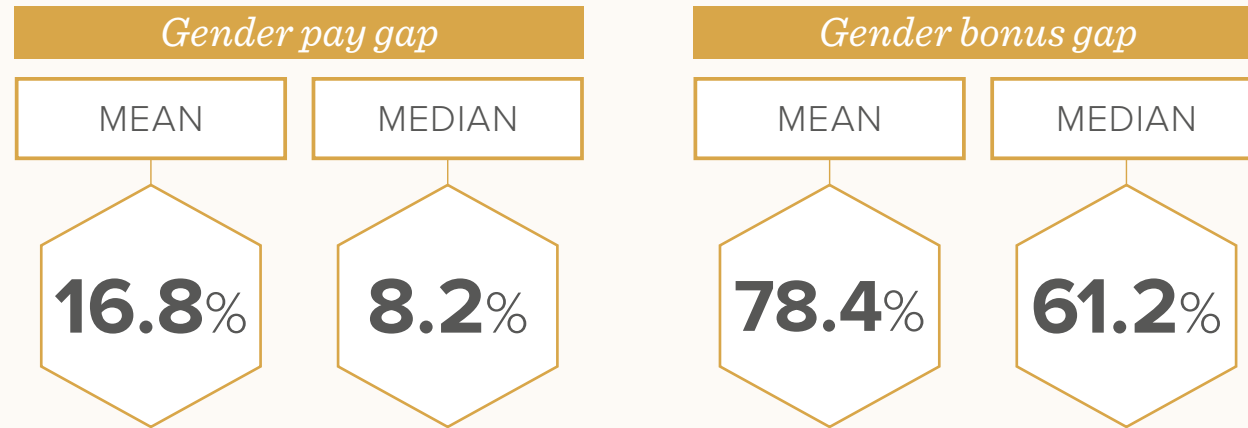 Gender pay gap
MEAN
MEDIAN
16.8%
8.2%
Gender bonus gap
MEAN
MEDIAN
78.4%
61.2%